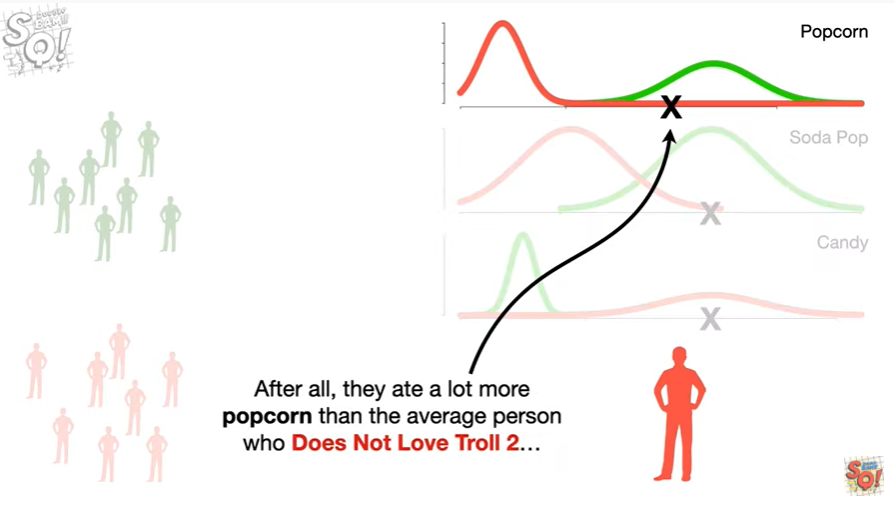 Popcorn
X
Soda Pop
X
Candy
X
After all, they ate a lot more
popcorn than the average person
who Does Not Love Troll 2…
SQ!